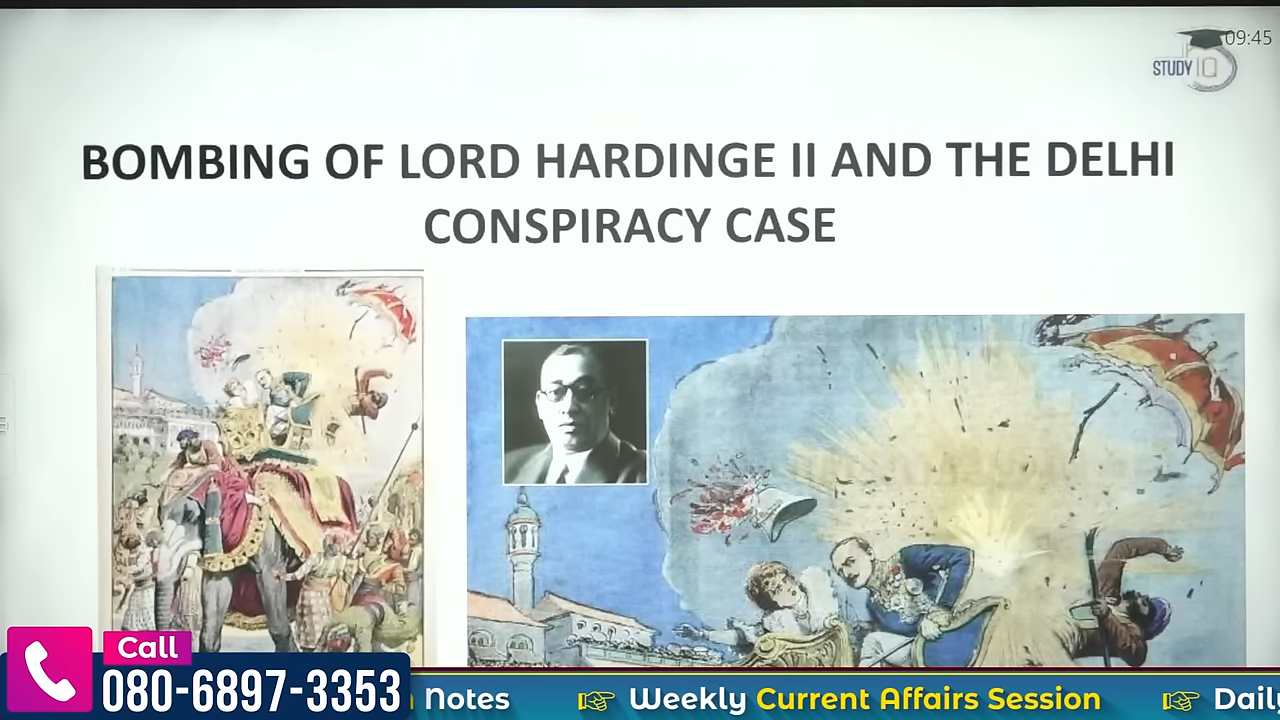 09:45
STUDY IQ
BOMBING OF LORD HARDINGE II AND THE DELHI
CONSPIRACY CASE
Call
080-6897-3353
Notes
Weekly Current Affairs Session
Daily